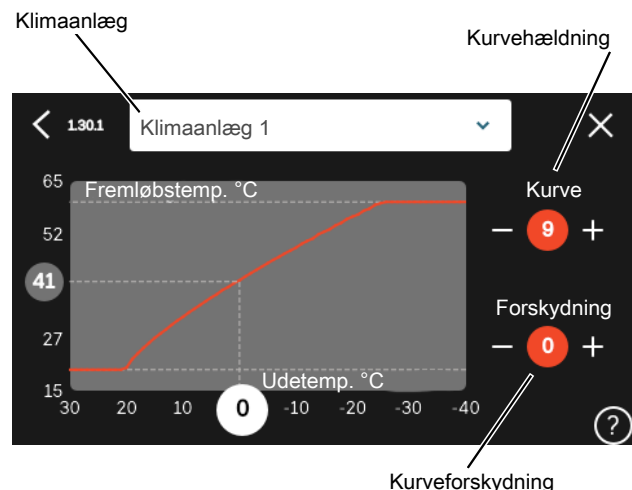 Klimaanlæg
Kurvehældning
1.30.1
Klimaanlæg 1
65
Fremløbstemp. °C
52
41
27
15
Udetemp. °C
30 20 10 0 -10 -20 -30 -40
Kurve
− 9 +
Forskydning
− 0 +
?
Kurveforskydning